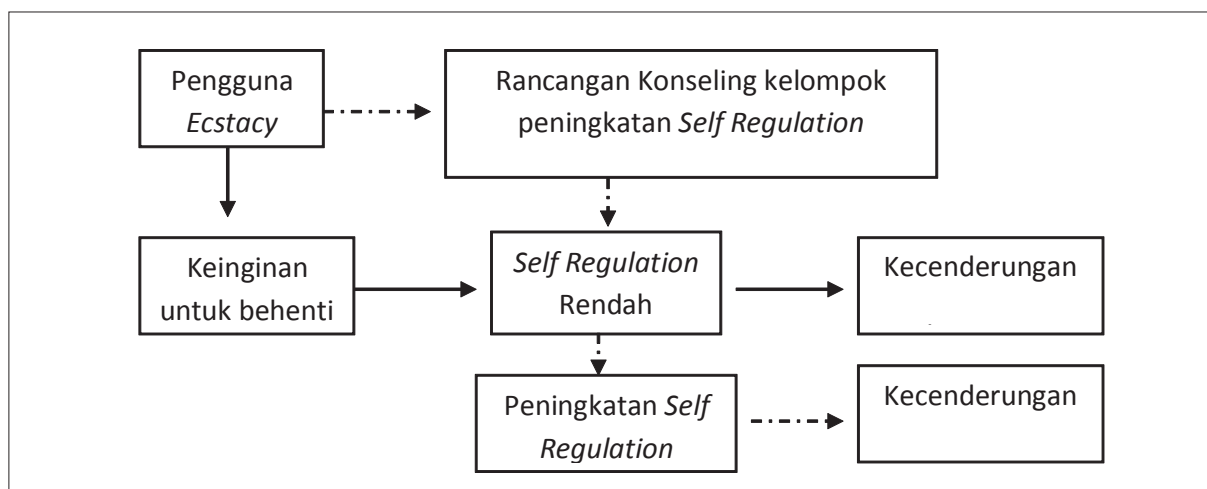 Pengguna
Ecstacy
Rancangan Konseling kelompok
peningkatan Self Regulation
Keinginan
untuk behenti
Self Regulation
Rendah
Kecenderungan
Peningkatan Self
Regulation
Kecenderungan